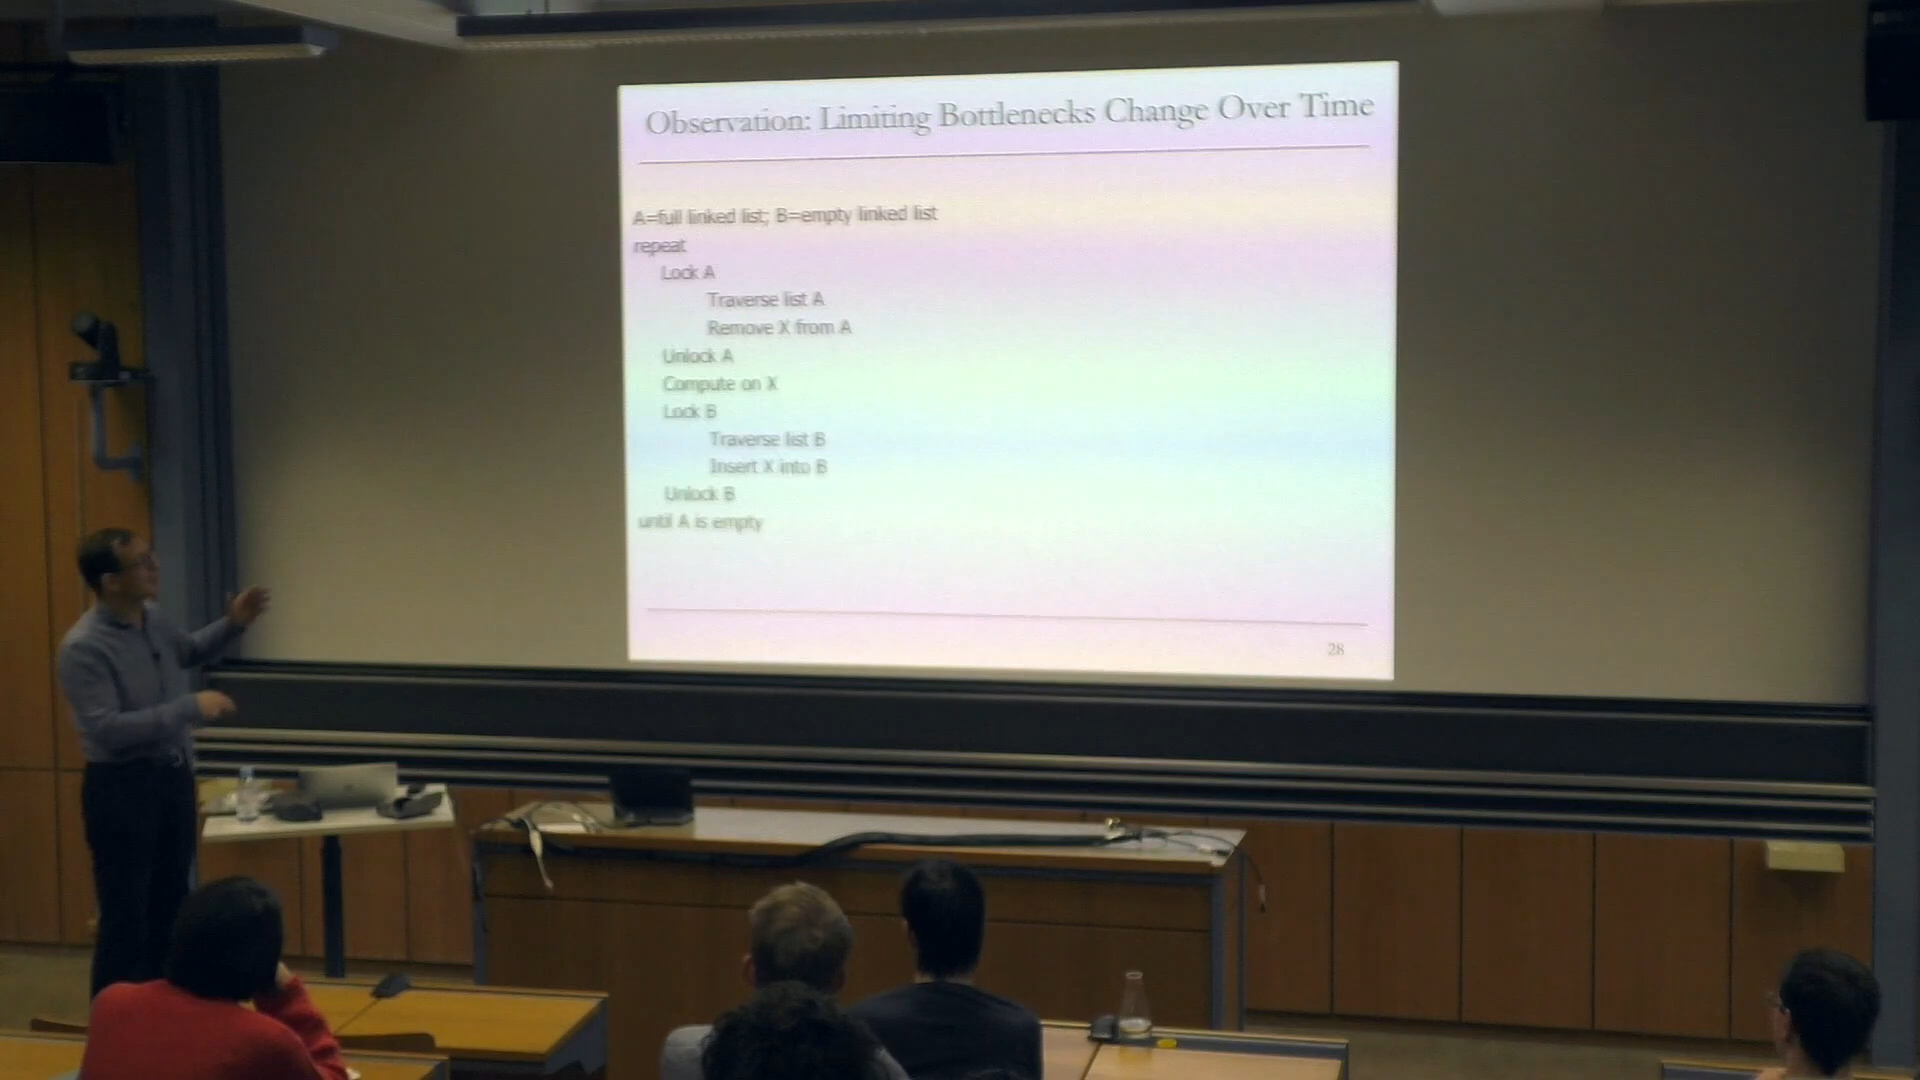 Observation: Limiting Bottlenecks Change Over Time
A=full linked list; B=empty linked list
repeat
Lock A
Traverse list A
Remove X from A
Unlock A
Compute on X
Lock B
Traverse list B
Insert X into B
Unlock B
until A is empty
28